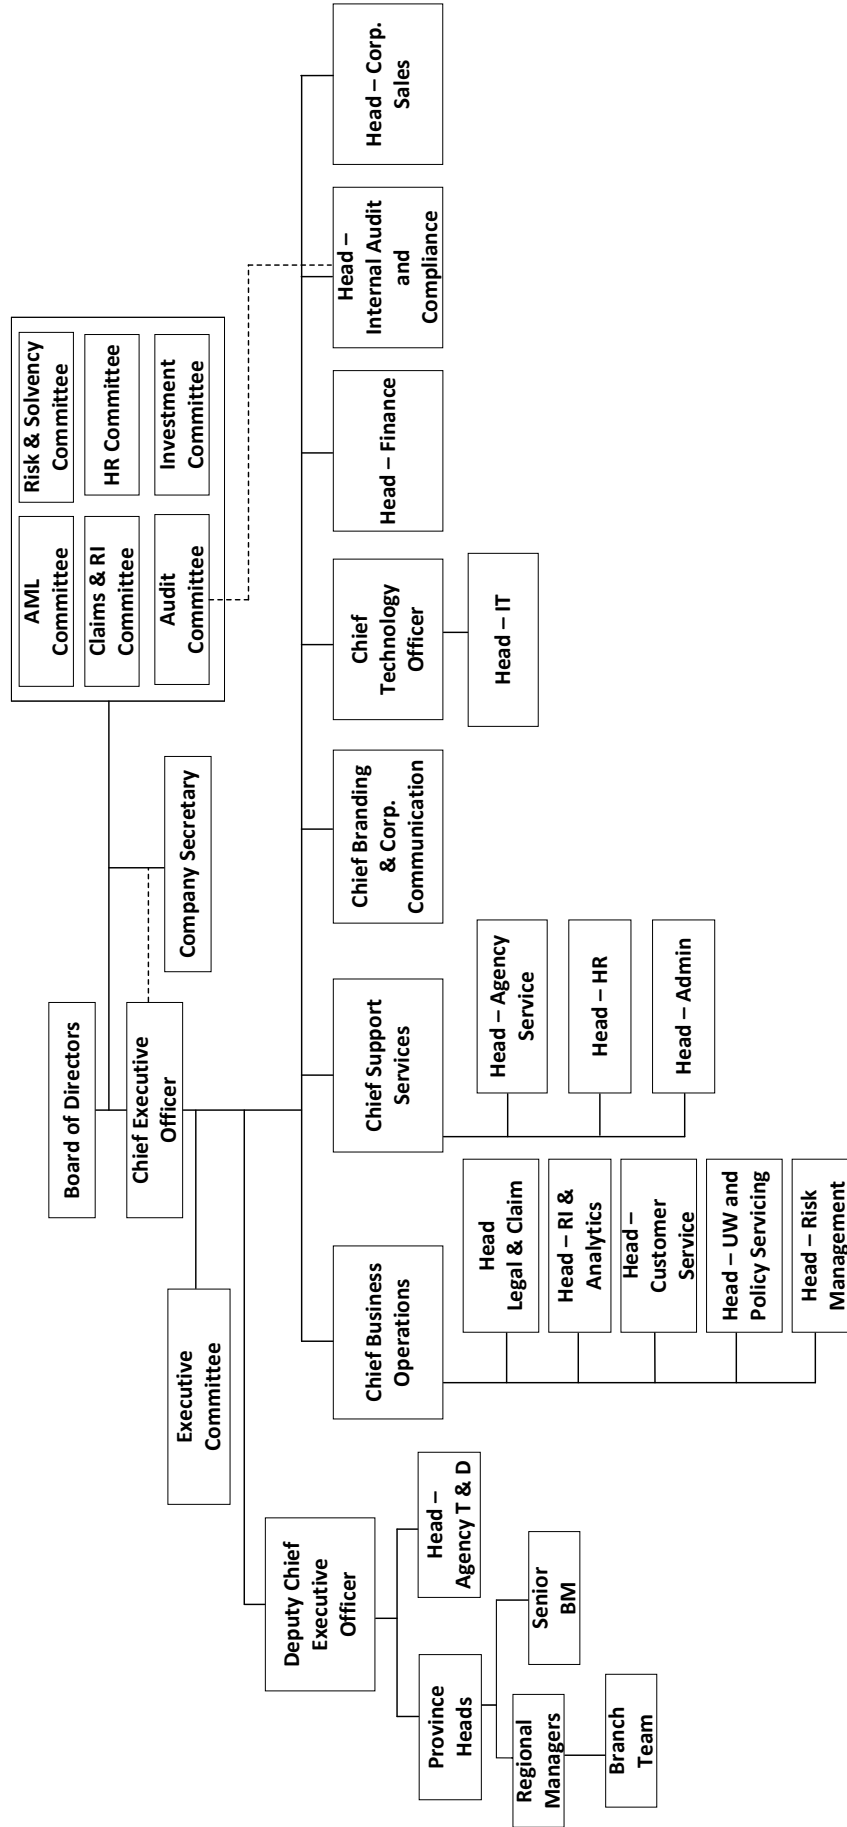 Board of Directors
Chief Executive
Officer
Company Secretary
AML
Committee
Risk & Solvency
Committee
Claims & RI
Committee
HR Committee
Audit
Committee
Investment
Committee
Executive
Committee
Deputy Chief
Executive
Officer
Province
Heads
Head –
Agency T & D
Regional
Managers
Senior
BM
Branch
Team
Chief Business
Operations
Head
Legal & Claim
Head – RI &
Analytics
Head –
Customer
Service
Head – UW and
Policy Servicing
Head – Risk
Management
Chief Support
Services
Head – Agency
Service
Head – HR
Head – Admin
Chief Branding
& Corp.
Communication
Chief
Technology
Officer
Head – IT
Head – Finance
Head –
Internal Audit
and
Compliance
Head – Corp.
Sales